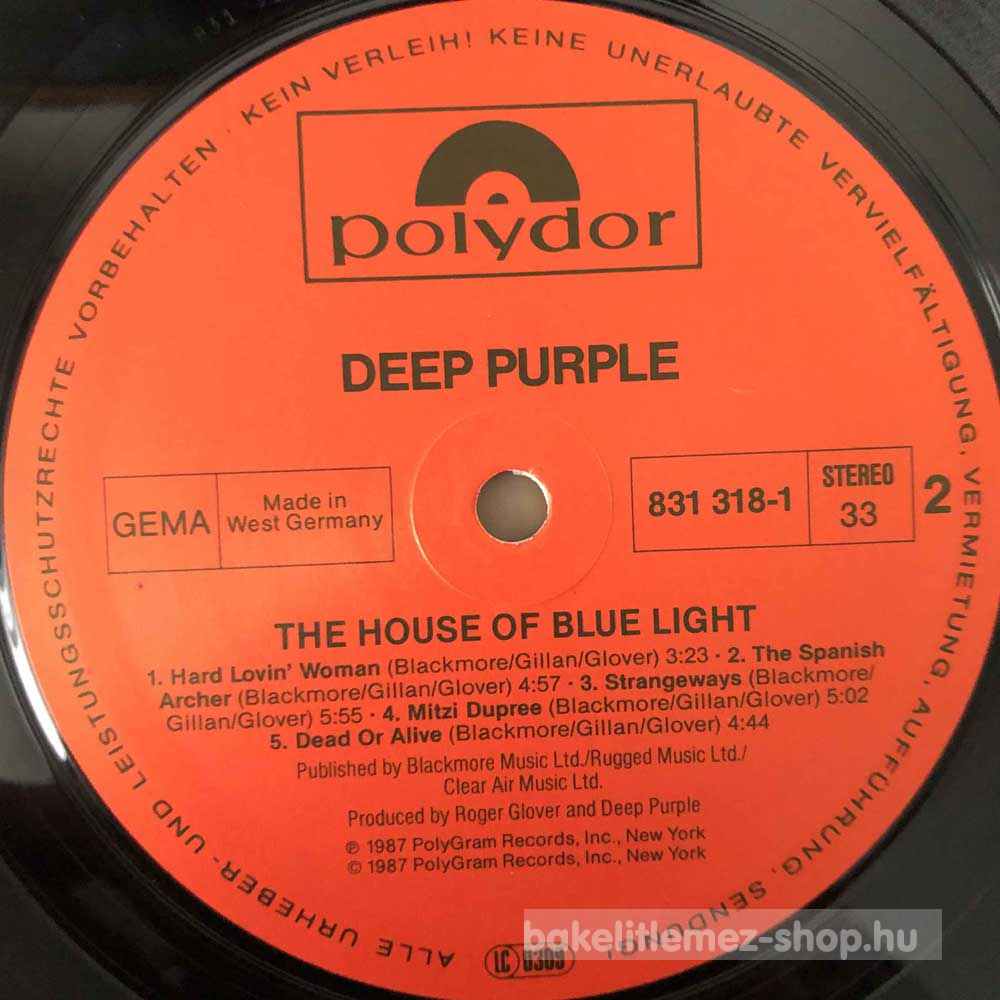 ALLE URHEBER- UND LEISTUNGSSCHUTZRECHTE VORBEHALTEN · KEIN VERLEIH! KEINE UNERLAUBTE VERVIELFÄLTIGUNG, VERMIETUNG, AUFFÜHRUNG, SENDUNG!
polydor
DEEP PURPLE
GEMA
Made in
West Germany
831 318-1
STEREO
33
2
THE HOUSE OF BLUE LIGHT
1. Hard Lovin' Woman (Blackmore/Gillan/Glover) 3:23 · 2. The Spanish
Archer (Blackmore/Gillan/Glover) 4:57 · 3. Strangeways (Blackmore/
Gillan/Glover) 5:55 · 4. Mitzi Dupree (Blackmore/Gillan/Glover) 5:02
5. Dead Or Alive (Blackmore/Gillan/Glover) 4:44
Published by Blackmore Music Ltd./Rugged Music Ltd./
Clear Air Music Ltd.
Produced by Roger Glover and Deep Purple
℗ 1987 PolyGram Records, Inc., New York
© 1987 PolyGram Records, Inc., New York
LC 0309
bakelitlemez-shop.hu